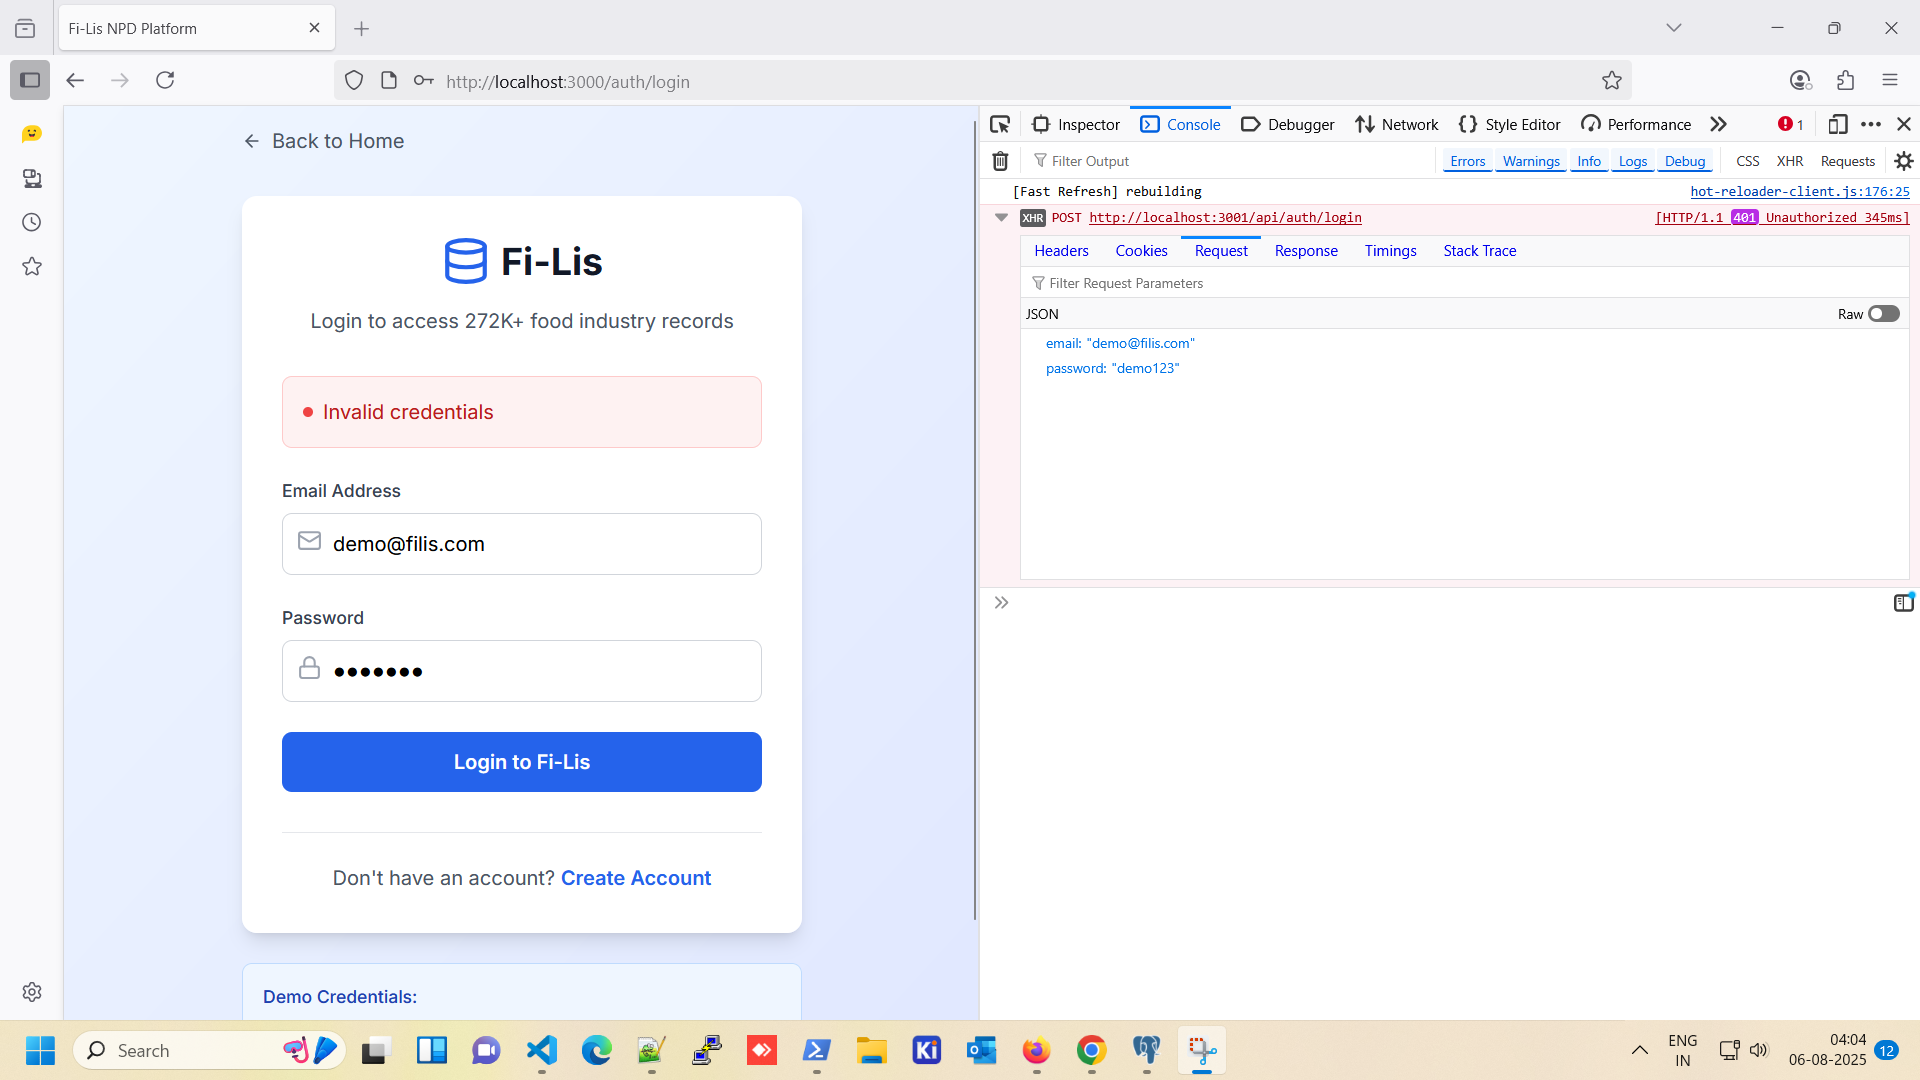 Fi-Lis NPD Platform
http://localhost:3000/auth/login
Back to Home
Fi-Lis
Login to access 272K+ food industry records
Invalid credentials
Email Address
demo@filis.com
Password
•••••••
Login to Fi-Lis
Don't have an account? Create Account
Demo Credentials:
Inspector Console Debugger Network Style Editor Performance 1
Filter Output Errors Warnings Info Logs Debug CSS XHR Requests
[Fast Refresh] rebuilding hot-reloader-client.js:176:25
XHR POST http://localhost:3001/api/auth/login [HTTP/1.1 401 Unauthorized 345ms]
Headers Cookies Request Response Timings Stack Trace
Filter Request Parameters
JSON Raw
email: "demo@filis.com"
password: "demo123"
Search Ki ENG 04:04
IN 06-08-2025 12